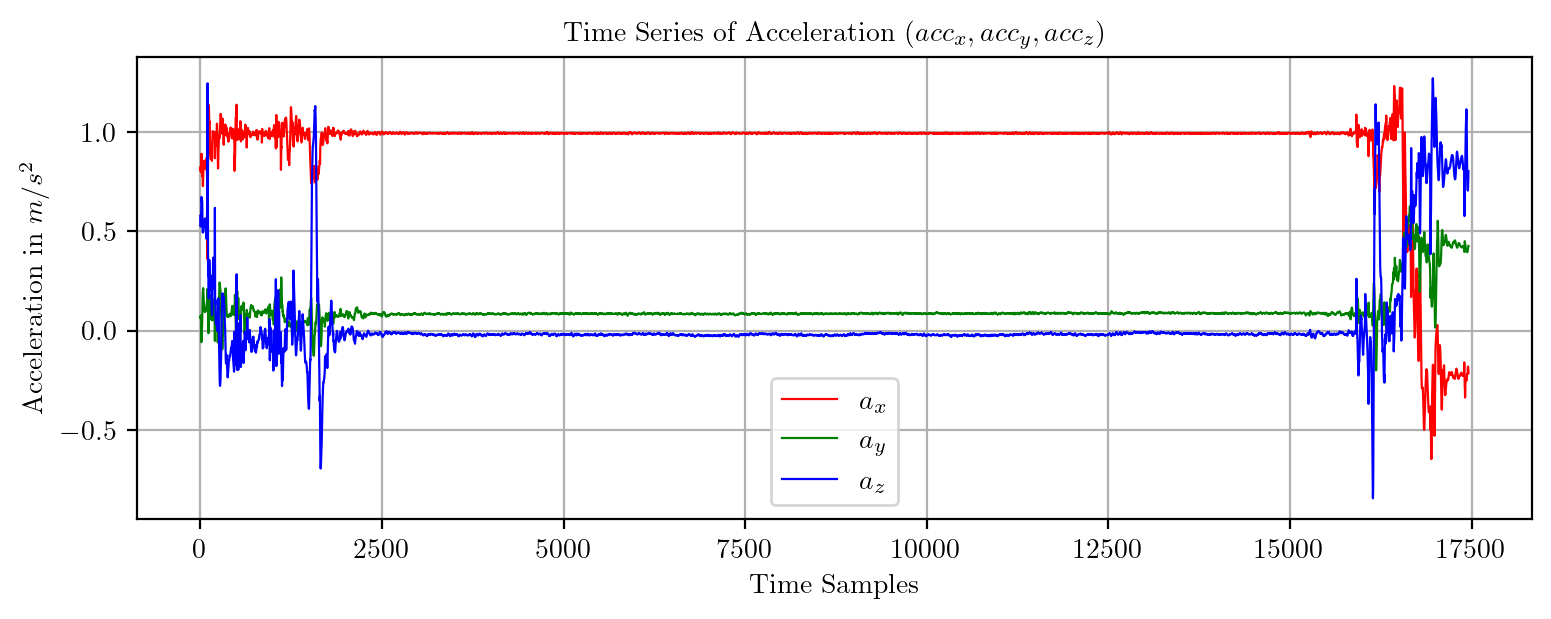 Time Series of Acceleration (acc_x, acc_y, acc_z)
Acceleration in m/s^2
1.0
0.5
0.0
−0.5
a_x
a_y
a_z
0 2500 5000 7500 10000 12500 15000 17500
Time Samples